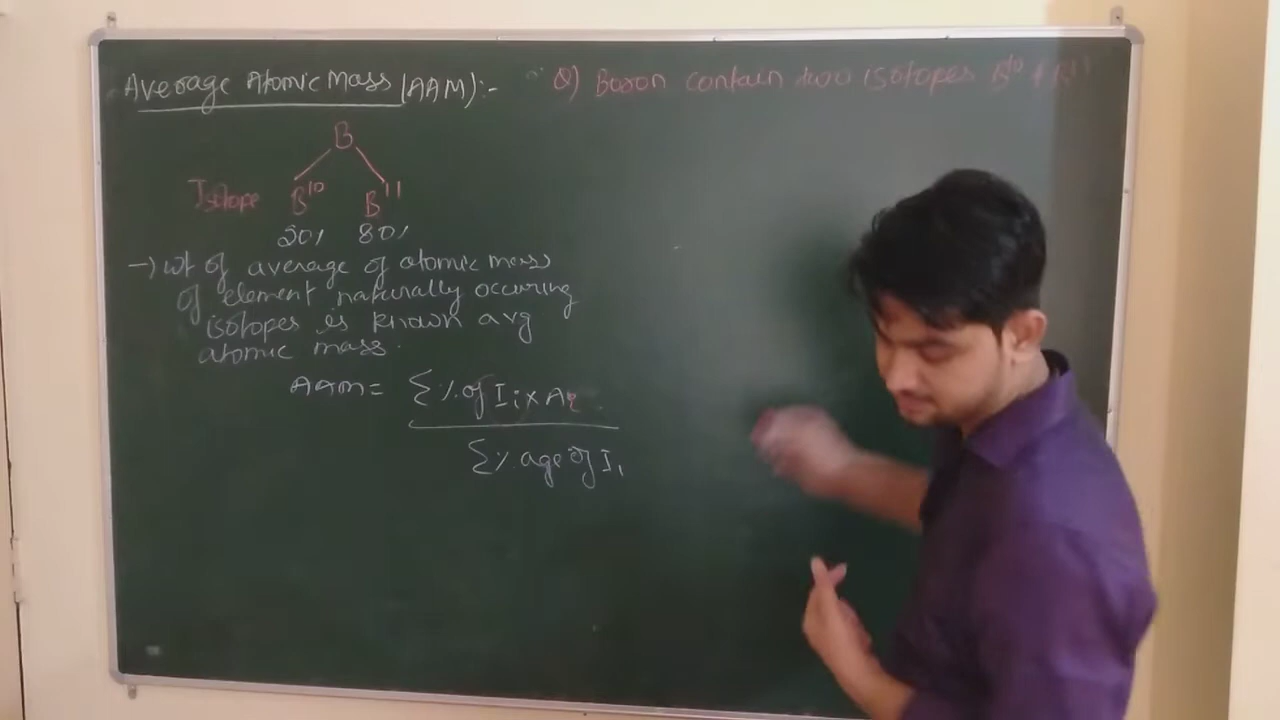 Average Atomic Mass (AAM):-
B
Isotope B¹⁰ B¹¹
20% 80%
→ wt of average of atomic mass
of element naturally occuring
isotopes is known avg
atomic mass.
AAM = Σ % of Iᵢ x Aᵢ
Σ % age of Iᵢ
Q) Boron contain two isotopes B¹⁰ & B¹¹